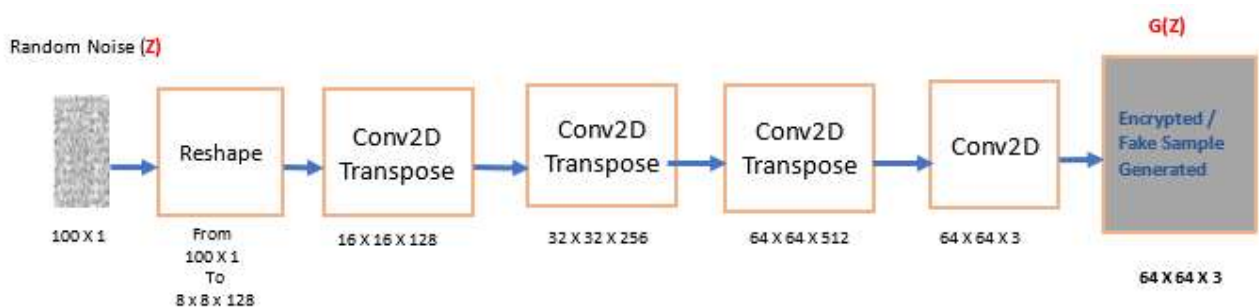 Random Noise (Z)
G(Z)
Reshape
Conv2D
Transpose
Conv2D
Transpose
Conv2D
Transpose
Conv2D
Encrypted /
Fake Sample
Generated
100 X 1
From
100 X 1
To
8 x 8 x 128
16 X 16 X 128
32 X 32 X 256
64 X 64 X 512
64 X 64 X 3
64 X 64 X 3